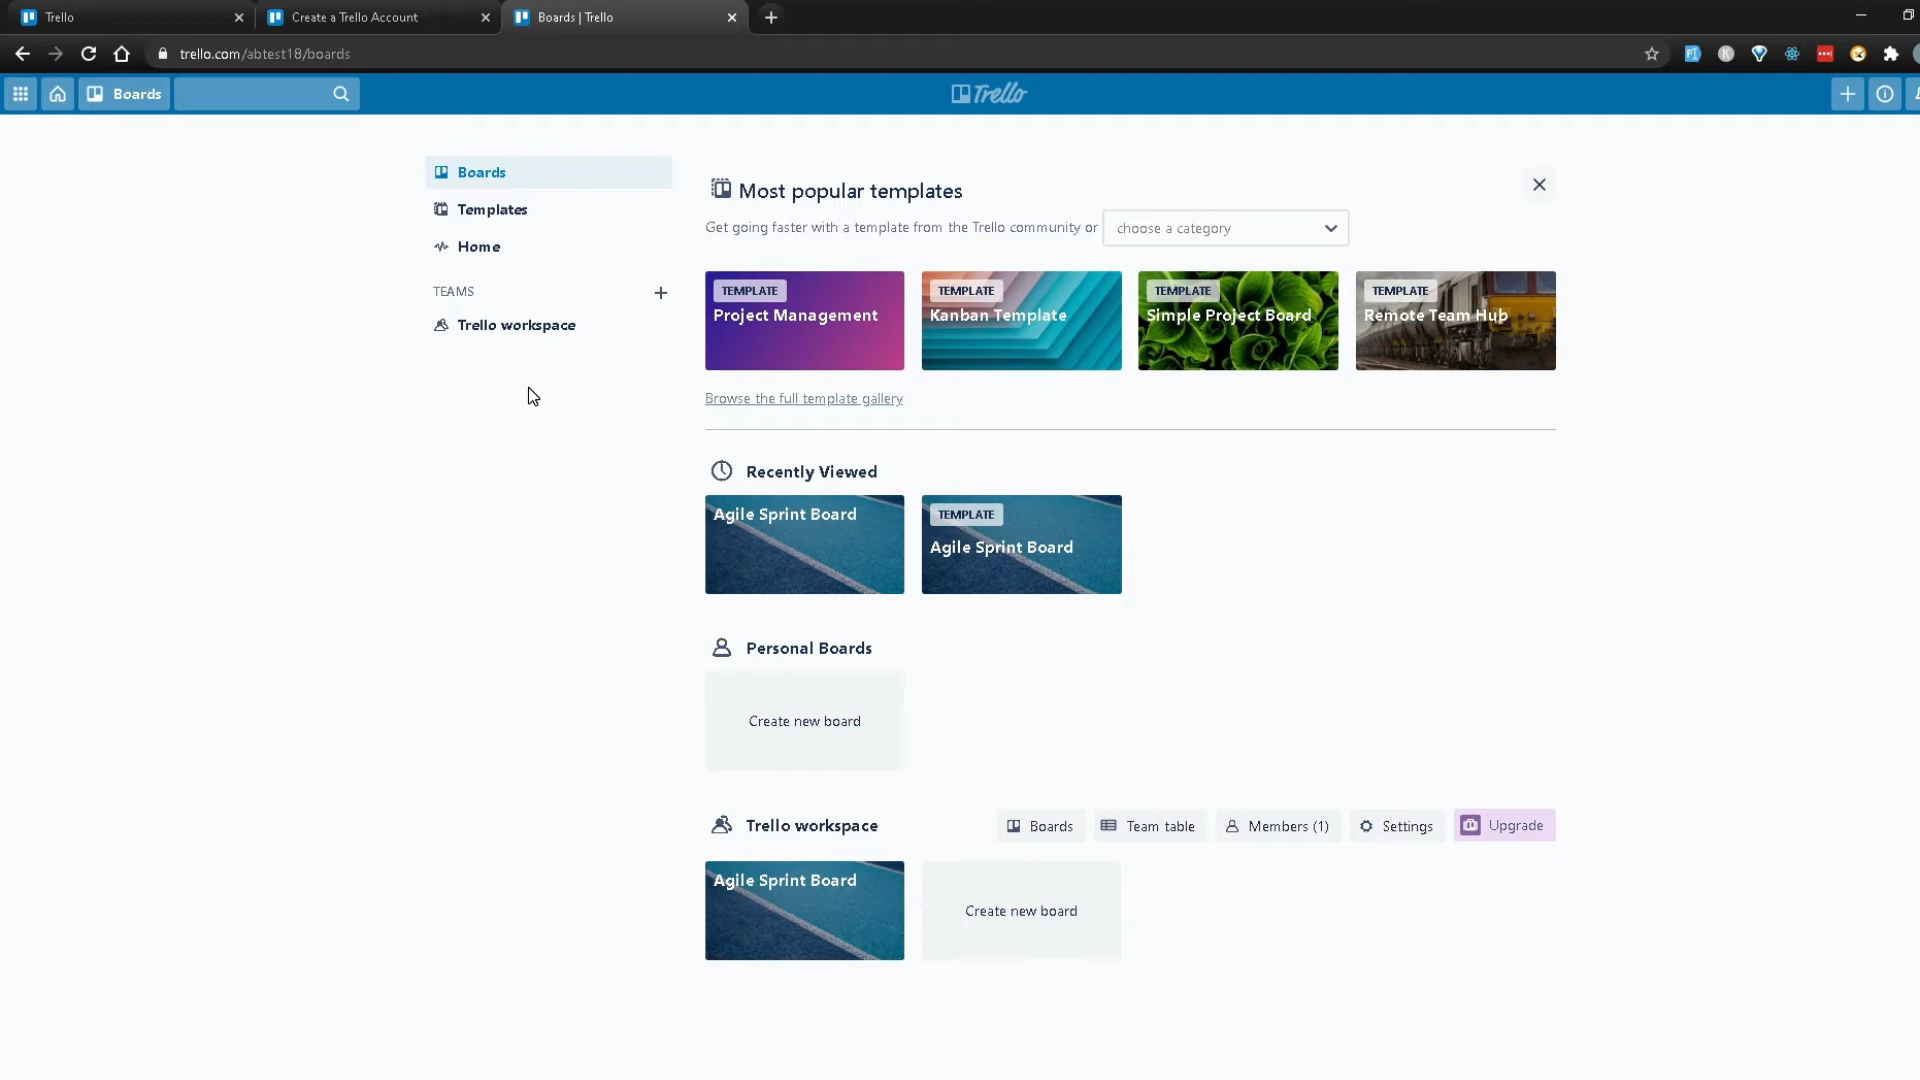 Trello
Create a Trello Account
Boards | Trello
trello.com/abtest18/boards
Boards
Trello
Boards
Templates
Home
TEAMS
Trello workspace
Most popular templates
Get going faster with a template from the Trello community or
choose a category
TEMPLATE
Project Management
TEMPLATE
Kanban Template
TEMPLATE
Simple Project Board
TEMPLATE
Remote Team Hub
Browse the full template gallery
Recently Viewed
Agile Sprint Board
TEMPLATE
Agile Sprint Board
Personal Boards
Create new board
Trello workspace
Boards
Team table
Members (1)
Settings
Upgrade
Agile Sprint Board
Create new board